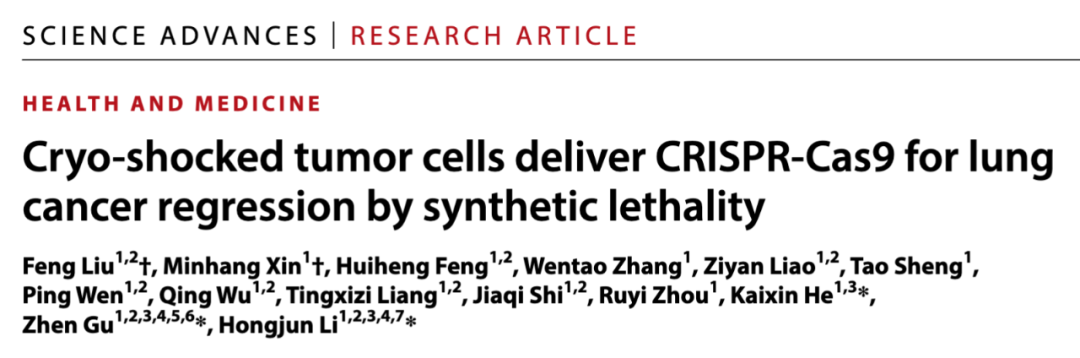 SCIENCE ADVANCES | RESEARCH ARTICLE
HEALTH AND MEDICINE
Cryo-shocked tumor cells deliver CRISPR-Cas9 for lung
cancer regression by synthetic lethality
Feng Liu1,2†, Minhang Xin1†, Huiheng Feng1,2, Wentao Zhang1, Ziyan Liao1,2, Tao Sheng1,
Ping Wen1,2, Qing Wu1,2, Tingxizi Liang1,2, Jiaqi Shi1,2, Ruyi Zhou1, Kaixin He1,3*,
Zhen Gu1,2,3,4,5,6*, Hongjun Li1,2,3,4,7*